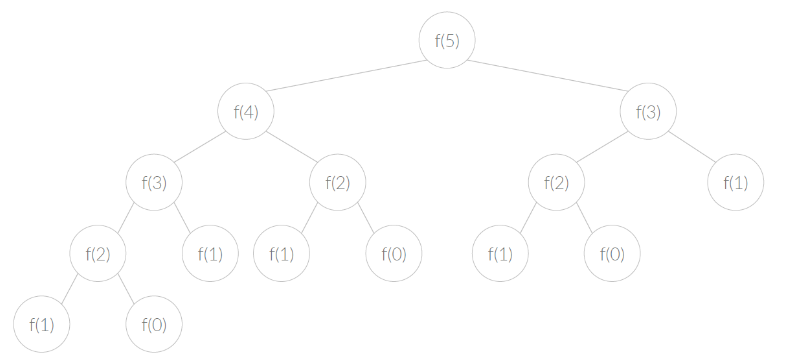 f(5)
f(4) f(3)
f(3) f(2) f(2) f(1)
f(2) f(1) f(1) f(0) f(1) f(0)
f(1) f(0)